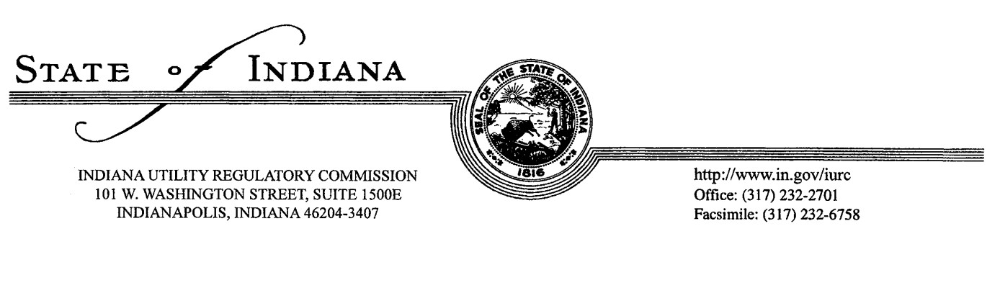 STATE of INDIANA
SEAL OF THE STATE OF INDIANA
1816
INDIANA UTILITY REGULATORY COMMISSION
101 W. WASHINGTON STREET, SUITE 1500E
INDIANAPOLIS, INDIANA 46204-3407
http://www.in.gov/iurc
Office: (317) 232-2701
Facsimile: (317) 232-6758